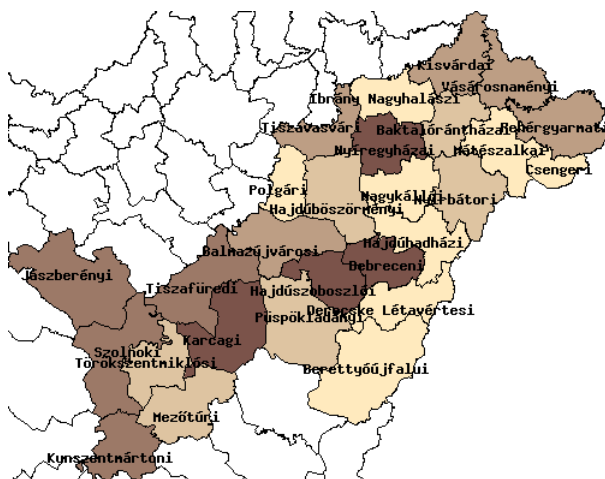 Kisvárdai
Vásárosnaményi
Ibrány Nagyhalászi
Tiszavasvári
Baktalórántházai
Fehérgyarmati
Nyíregyházai
Mátészalkai
Csengeri
Polgári
Nagykállói
Nyírbátori
Hajdúböszörményi
Hajdúhadházi
Balmazújvárosi
Debreceni
Jászberényi
Tiszafüredi
Hajdúszoboszlói
Derecske Létavértesi
Püspökladányi
Karcagi
Szolnoki
Törökszentmiklósi
Berettyóújfalui
Mezőtúri
Kunszentmártoni